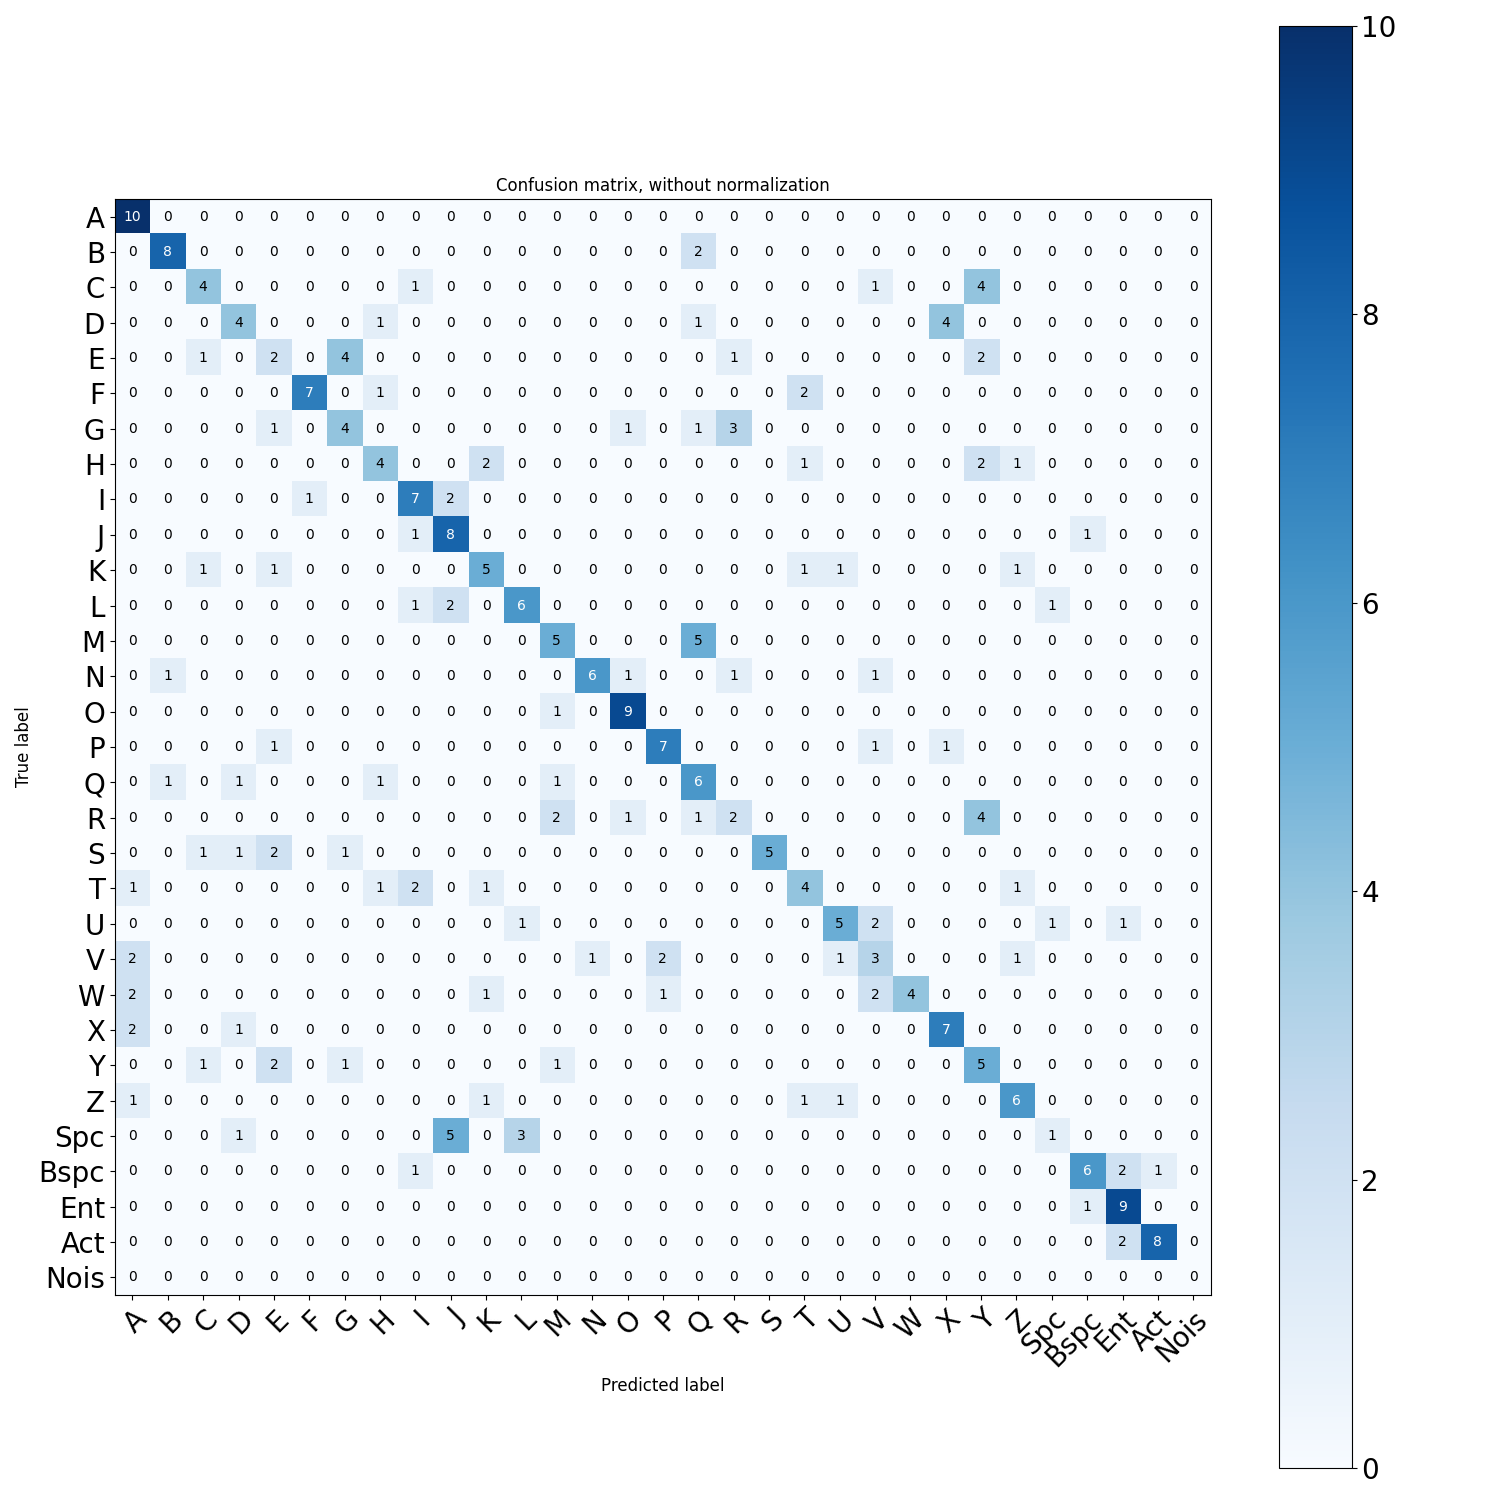 Confusion matrix, without normalization
A 10 0 0 0 0 0 0 0 0 0 0 0 0 0 0 0 0 0 0 0 0 0 0 0 0 0 0 0 0 0 0
B 0 8 0 0 0 0 0 0 0 0 0 0 0 0 0 0 2 0 0 0 0 0 0 0 0 0 0 0 0 0 0
C 0 0 4 0 0 0 0 0 1 0 0 0 0 0 0 0 0 0 0 0 0 1 0 0 4 0 0 0 0 0 0
D 0 0 0 4 0 0 0 1 0 0 0 0 0 0 0 0 1 0 0 0 0 0 0 4 0 0 0 0 0 0 0
E 0 0 1 0 2 0 4 0 0 0 0 0 0 0 0 0 0 1 0 0 0 0 0 0 2 0 0 0 0 0 0
F 0 0 0 0 0 7 0 1 0 0 0 0 0 0 0 0 0 0 0 2 0 0 0 0 0 0 0 0 0 0 0
G 0 0 0 0 1 0 4 0 0 0 0 0 0 0 1 0 1 3 0 0 0 0 0 0 0 0 0 0 0 0 0
H 0 0 0 0 0 0 0 4 0 0 2 0 0 0 0 0 0 0 0 1 0 0 0 0 2 1 0 0 0 0 0
I 0 0 0 0 0 1 0 0 7 2 0 0 0 0 0 0 0 0 0 0 0 0 0 0 0 0 0 0 0 0 0
J 0 0 0 0 0 0 0 0 1 8 0 0 0 0 0 0 0 0 0 0 0 0 0 0 0 0 0 1 0 0 0
K 0 0 1 0 1 0 0 0 0 0 5 0 0 0 0 0 0 0 0 1 1 0 0 0 0 1 0 0 0 0 0
L 0 0 0 0 0 0 0 0 1 2 0 6 0 0 0 0 0 0 0 0 0 0 0 0 0 0 1 0 0 0 0
M 0 0 0 0 0 0 0 0 0 0 0 0 5 0 0 0 5 0 0 0 0 0 0 0 0 0 0 0 0 0 0
N 0 1 0 0 0 0 0 0 0 0 0 0 0 6 1 0 0 1 0 0 0 1 0 0 0 0 0 0 0 0 0
O 0 0 0 0 0 0 0 0 0 0 0 0 1 0 9 0 0 0 0 0 0 0 0 0 0 0 0 0 0 0 0
P 0 0 0 0 1 0 0 0 0 0 0 0 0 0 0 7 0 0 0 0 0 1 0 1 0 0 0 0 0 0 0
Q 0 1 0 1 0 0 0 1 0 0 0 0 1 0 0 0 6 0 0 0 0 0 0 0 0 0 0 0 0 0 0
R 0 0 0 0 0 0 0 0 0 0 0 0 2 0 1 0 1 2 0 0 0 0 0 0 4 0 0 0 0 0 0
S 0 0 1 1 2 0 1 0 0 0 0 0 0 0 0 0 0 0 5 0 0 0 0 0 0 0 0 0 0 0 0
T 1 0 0 0 0 0 0 1 2 0 1 0 0 0 0 0 0 0 0 4 0 0 0 0 0 1 0 0 0 0 0
U 0 0 0 0 0 0 0 0 0 0 0 1 0 0 0 0 0 0 0 0 5 2 0 0 0 0 1 0 1 0 0
V 2 0 0 0 0 0 0 0 0 0 0 0 0 1 0 2 0 0 0 0 1 3 0 0 0 1 0 0 0 0 0
W 2 0 0 0 0 0 0 0 0 0 1 0 0 0 0 1 0 0 0 0 0 2 4 0 0 0 0 0 0 0 0
X 2 0 0 1 0 0 0 0 0 0 0 0 0 0 0 0 0 0 0 0 0 0 0 7 0 0 0 0 0 0 0
Y 0 0 1 0 2 0 1 0 0 0 0 0 1 0 0 0 0 0 0 0 0 0 0 0 5 0 0 0 0 0 0
Z 1 0 0 0 0 0 0 0 0 0 1 0 0 0 0 0 0 0 0 1 1 0 0 0 0 6 0 0 0 0 0
Spc 0 0 0 1 0 0 0 0 0 5 0 3 0 0 0 0 0 0 0 0 0 0 0 0 0 0 1 0 0 0 0
Bspc 0 0 0 0 0 0 0 0 1 0 0 0 0 0 0 0 0 0 0 0 0 0 0 0 0 0 0 6 2 1 0
Ent 0 0 0 0 0 0 0 0 0 0 0 0 0 0 0 0 0 0 0 0 0 0 0 0 0 0 0 1 9 0 0
Act 0 0 0 0 0 0 0 0 0 0 0 0 0 0 0 0 0 0 0 0 0 0 0 0 0 0 0 0 2 8 0
Nois 0 0 0 0 0 0 0 0 0 0 0 0 0 0 0 0 0 0 0 0 0 0 0 0 0 0 0 0 0 0 0
A B C D E F G H I J K L M N O P Q R S T U V W X Y Z Spc Bspc Ent Act Nois
Predicted label
True label
10
8
6
4
2
0